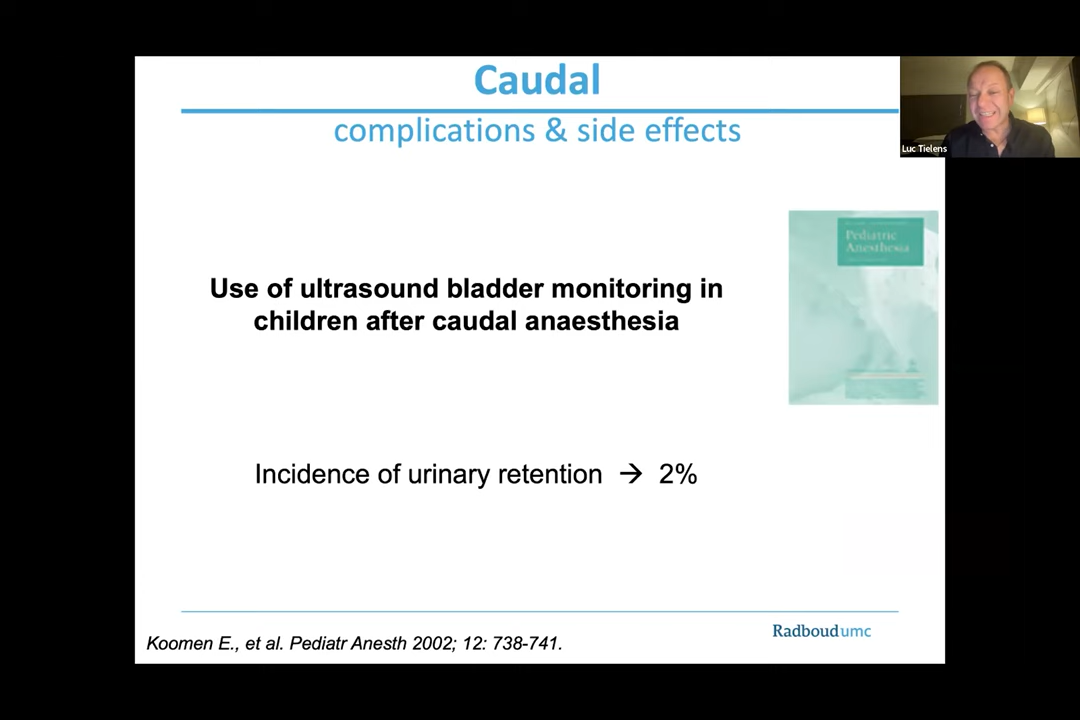 Caudal
complications & side effects
Luc Tielens
Pediatric
Anesthesia
Use of ultrasound bladder monitoring in
children after caudal anaesthesia
Incidence of urinary retention → 2%
Radboudumc
Koomen E., et al. Pediatr Anesth 2002; 12: 738-741.